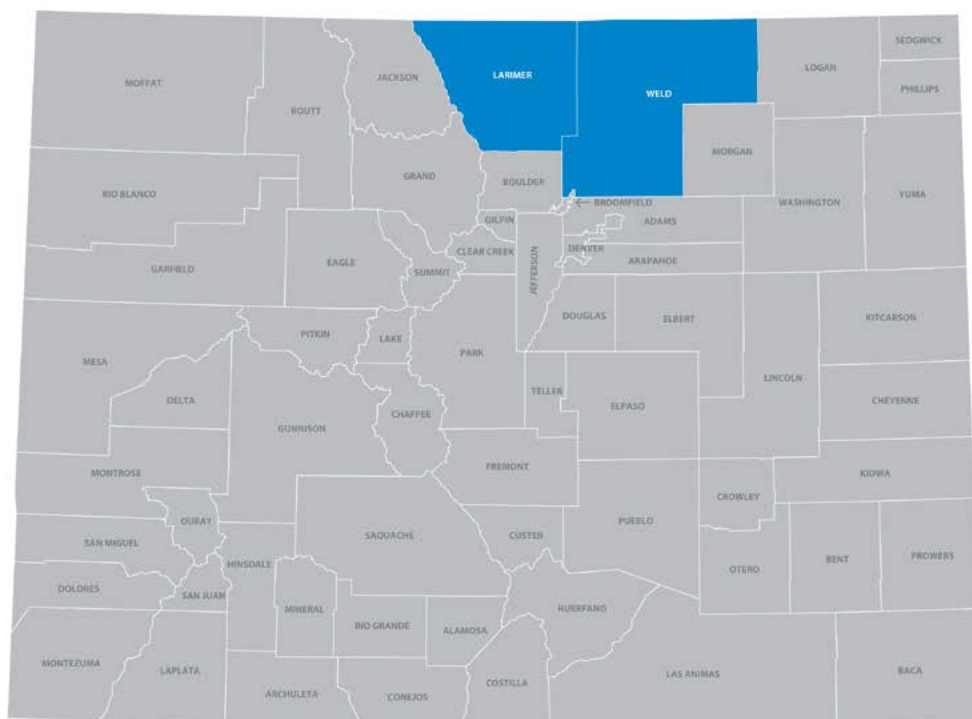 SEDGWICK
LARIMER
LOGAN
JACKSON
MOFFAT
PHILLIPS
WELD
ROUTT
MORGAN
GRAND
BOULDER
RIO BLANCO
YUMA
BROOMFIELD
WASHINGTON
GILPIN
ADAMS
DENVER
CLEAR CREEK
JEFFERSON
ARAPAHOE
EAGLE
GARFIELD
SUMMIT
DOUGLAS
ELBERT
KITCARSON
PITKIN
LAKE
PARK
MESA
LINCOLN
TELLER
ELPASO
DELTA
CHEYENNE
CHAFFEE
GUNNISON
FREMONT
MONTROSE
KIOWA
CROWLEY
OURAY
PUEBLO
SAQUACHE
CUSTER
SAN MIGUEL
HINSDALE
BENT
PROWERS
OTERO
DOLORES
SAN JUAN
MINERAL
HUERFANO
RIO GRANDE
ALAMOSA
MONTEZUMA
LAPLATA
LAS ANIMAS
BACA
COSTILLA
ARCHULETA
CONEJOS